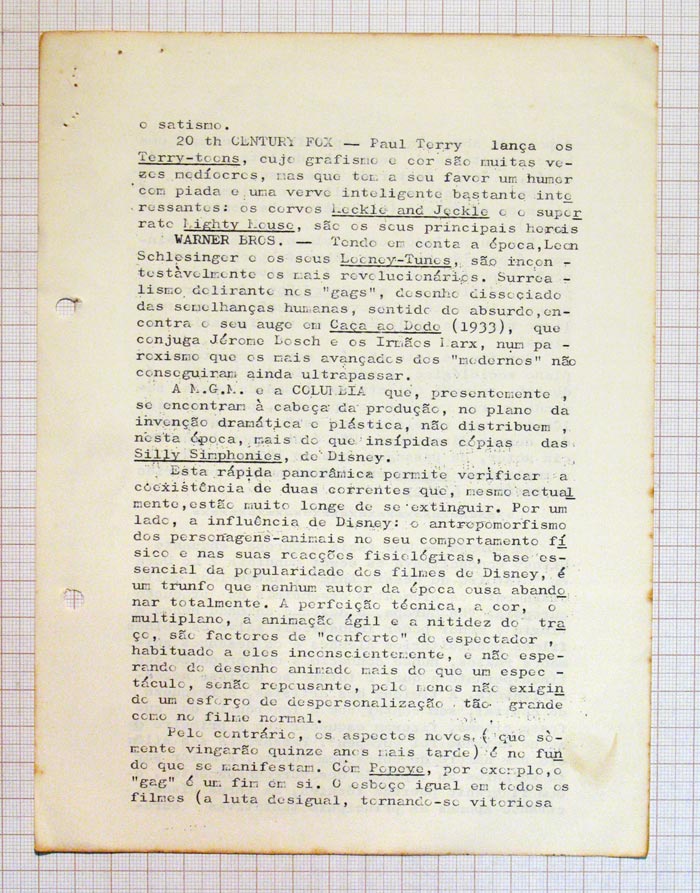 o satismo.
20 th CENTURY FOX — Paul Terry lança os
Terry-toons, cujo grafismo e cor são muitas ve-
zes medíocres, mas que tem a seu favor um humor
com piada e uma verve inteligente bastante inte
ressantes: os corvos Heckle and Jeckle e o super
rato Mighty Mouse, são os seus principais herois
WARNER BROS. — Tendo em conta a época,Leon
Schlesinger e os seus Looney-Tunes, são incon -
testàvelmente os mais revolucionários. Surrea -
lismo delirante nos "gags", desenho dissociado
das semelhanças humanas, sentido do absurdo,en-
contra o seu auge em Caça ao Dodo (1933), que
conjuga Jérome Bosch e os Irmãos Marx, num pa -
roxismo que os mais avançados dos "modernos" não
conseguiram ainda ultrapassar.
A M.G.M. e a COLUMBIA que, presentemente ,
se encontram à cabeça da produção, no plano da
invenção dramática e plástica, não distribuem ,
nesta época, mais do que insípidas cópias das
Silly Simphonies, de Disney.
Esta rápida panorâmica permite verificar a
coexistência de duas correntes que, mesmo actual
mente,estão muito longe de se extinguir. Por um
lado, a influência de Disney: o antropomorfismo
dos personagens-animais no seu comportamento fí
sico e nas suas reacções fisiológicas, base es-
sencial da popularidade dos filmes de Disney, é
um trunfo que nenhum autor da época ousa abando
nar totalmente. A perfeição técnica, a cor, o
multiplano, a animação ágil e a nitidez do tra
ço, são factores de "conforto" do espectador ,
habituado a eles inconscientemente, e não espe-
rando do desenho animado mais do que um espec -
táculo, senão repousante, pelo menos não exigin
do um esforço de despersonalização tão grande
como no filme normal.
Pelo contrário, os aspectos novos ( que sò-
mente vingarão quinze anos mais tarde) é no fun
do que se manifestam. Com Popeye, por exemplo,o
"gag" é um fim em si. O esboço igual em todos os
filmes (a luta desigual, tornando-se vitoriosa